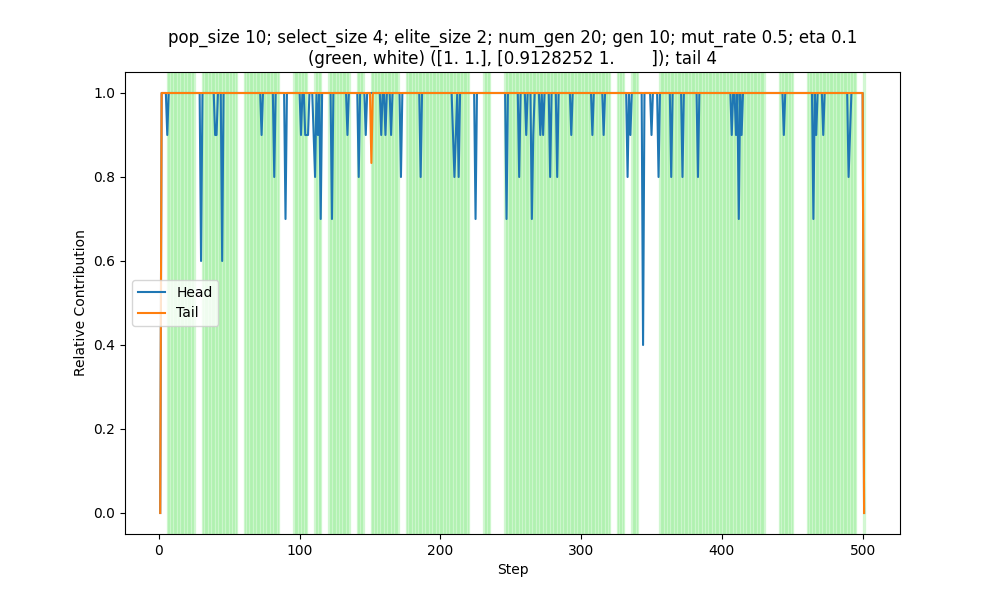 pop_size 10; select_size 4; elite_size 2; num_gen 20; gen 10; mut_rate 0.5; eta 0.1
(green, white) ([1. 1.], [0.9128252 1.        ]); tail 4
1.0
0.8
0.6
0.4
0.2
0.0
Relative Contribution
Head
Tail
0
100
200
300
400
500
Step